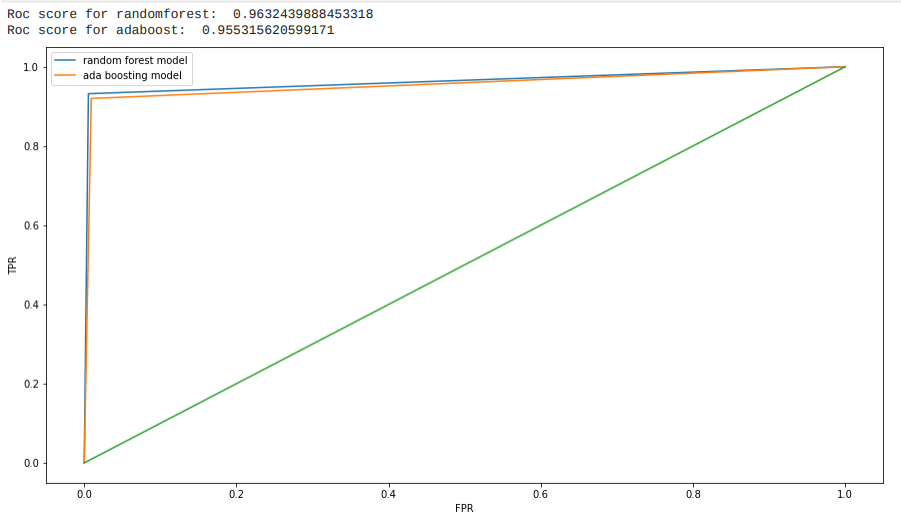 Roc score for randomforest:  0.9632439888453318
Roc score for adaboost:  0.955315620599171
random forest model
ada boosting model
1.0
0.8
0.6
0.4
0.2
0.0
TPR
0.0 0.2 0.4 0.6 0.8 1.0
FPR